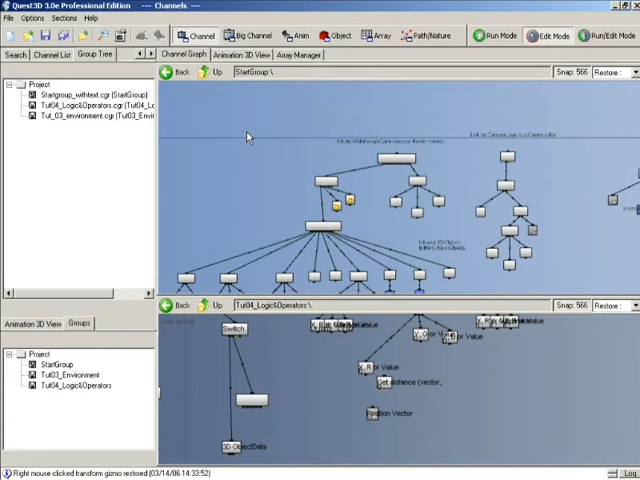 Quest3D 3.0e Professional Edition -- Channels --
File Options Sections Help
Channel Big Channel Anim Object Array Path/Nature Run Mode Edit Mode Run/Edit Mode
Search Channel List Group Tree Channel Graph Animation 3D View Array Manager
Back Up StartGroup:\ Snap: 566 Restore:
Project
Startgroup_withtext.cgr (StartGroup)
Tut04_Logic&Operators.cgr (Tut04_Lo
Tut_03_environment.cgr (Tut03_Envi
Back Up Tut04_Logic&Operators:\ Snap: 566 Restore:
Animation 3D View Groups
Project
StartGroup
Tut03_Environment
Tut04_Logic&Operators
Switch
X, R or Value
Get distance (vector,
Position Vector
3D ObjectData
Right mouse clicked transform gizmo restored (03/14/06 14:33:52) Log